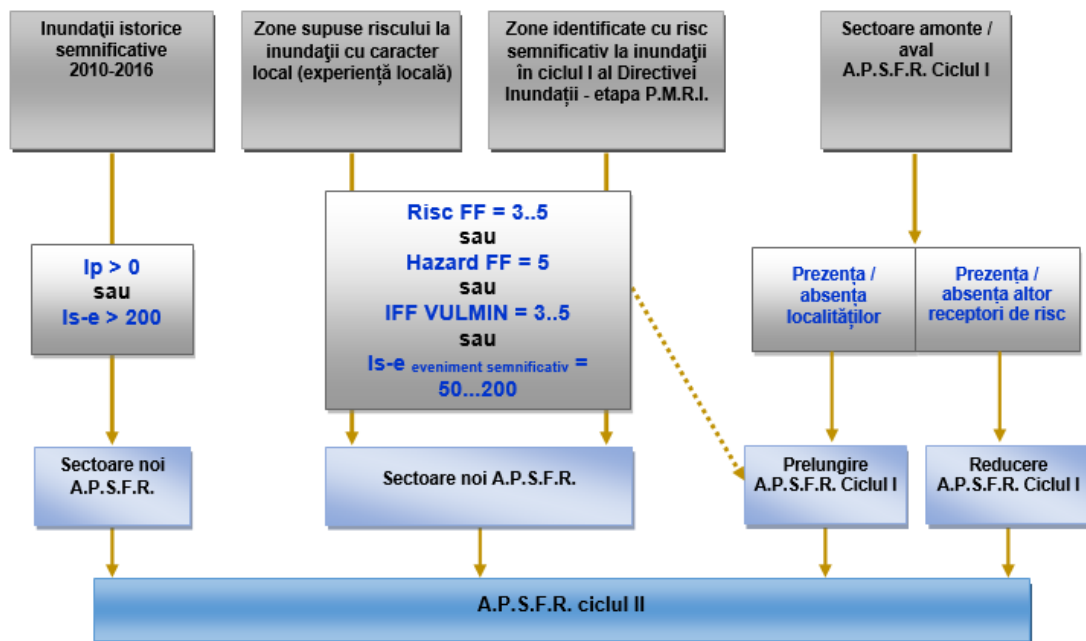 Inundaţii istorice
semnificative
2010-2016
Zone supuse riscului la
inundaţii cu caracter
local (experiență locală)
Zone identificate cu risc
semnificativ la inundaţii
în ciclul I al Directivei
Inundații - etapa P.M.R.I.
Sectoare amonte /
aval
A.P.S.F.R. Ciclul I
Ip > 0
sau
Is-e > 200
Risc FF = 3..5
sau
Hazard FF = 5
sau
IFF VULMIN = 3..5
sau
Is-e eveniment semnificativ =
50...200
Prezența /
absența
localităților
Prezența /
absența altor
receptori de risc
Sectoare noi
A.P.S.F.R.
Sectoare noi A.P.S.F.R.
Prelungire
A.P.S.F.R. Ciclul I
Reducere
A.P.S.F.R. Ciclul I
A.P.S.F.R. ciclul II